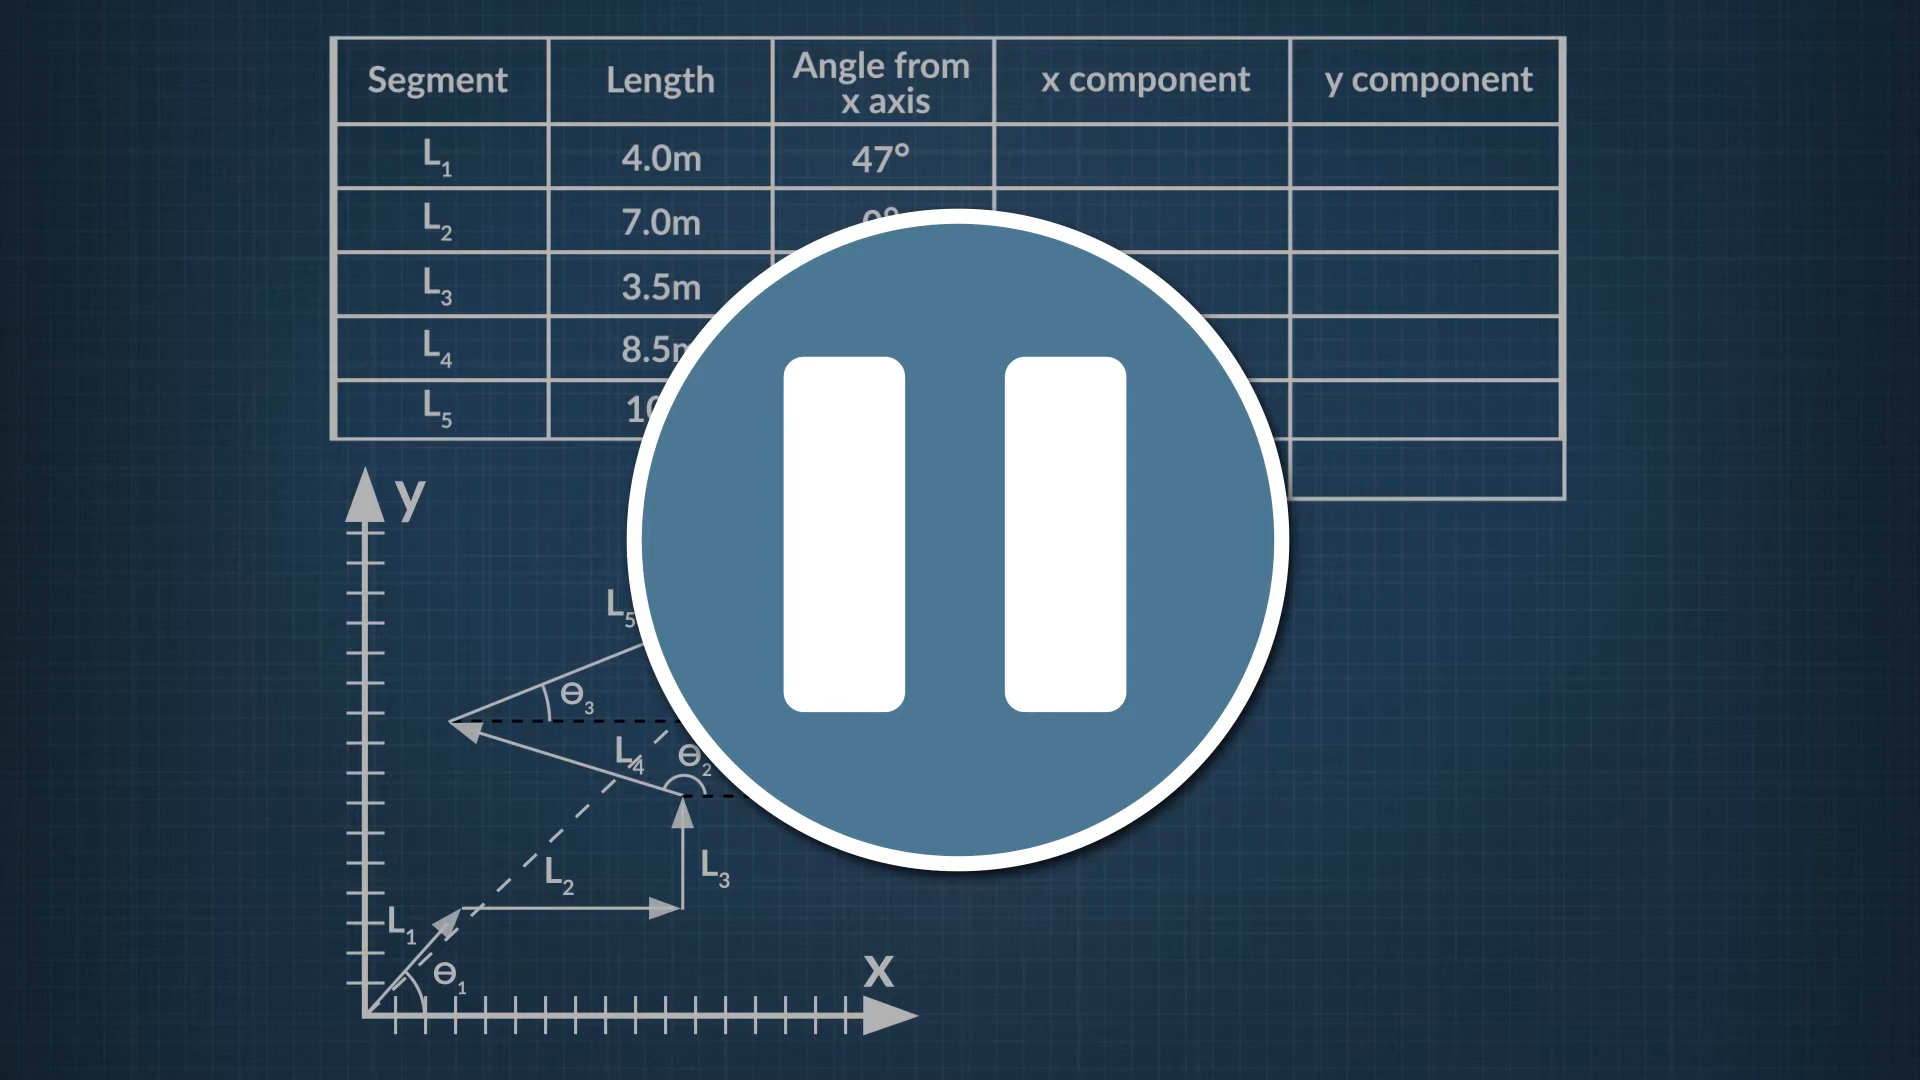 Segment Length Angle from x axis x component y component
L₁ 4.0m 47°
L₂ 7.0m
L₃ 3.5m
L₄
L₅
y
L₅
Θ₃
L₄ Θ₂
L₂ L₃
L₁
Θ₁
x